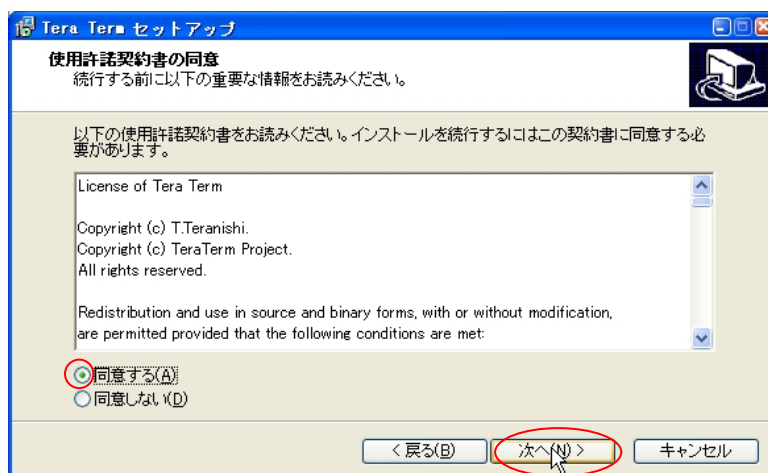 Tera Term セットアップ
使用許諾契約書の同意
続行する前に以下の重要な情報をお読みください。
以下の使用許諾契約書をお読みください。インストールを続行するにはこの契約書に同意する必
要があります。
License of Tera Term
Copyright (c) T.Teranishi.
Copyright (c) TeraTerm Project.
All rights reserved.
Redistribution and use in source and binary forms, with or without modification,
are permitted provided that the following conditions are met:
同意する(A)
同意しない(D)
< 戻る(B) 次へ(N) > キャンセル